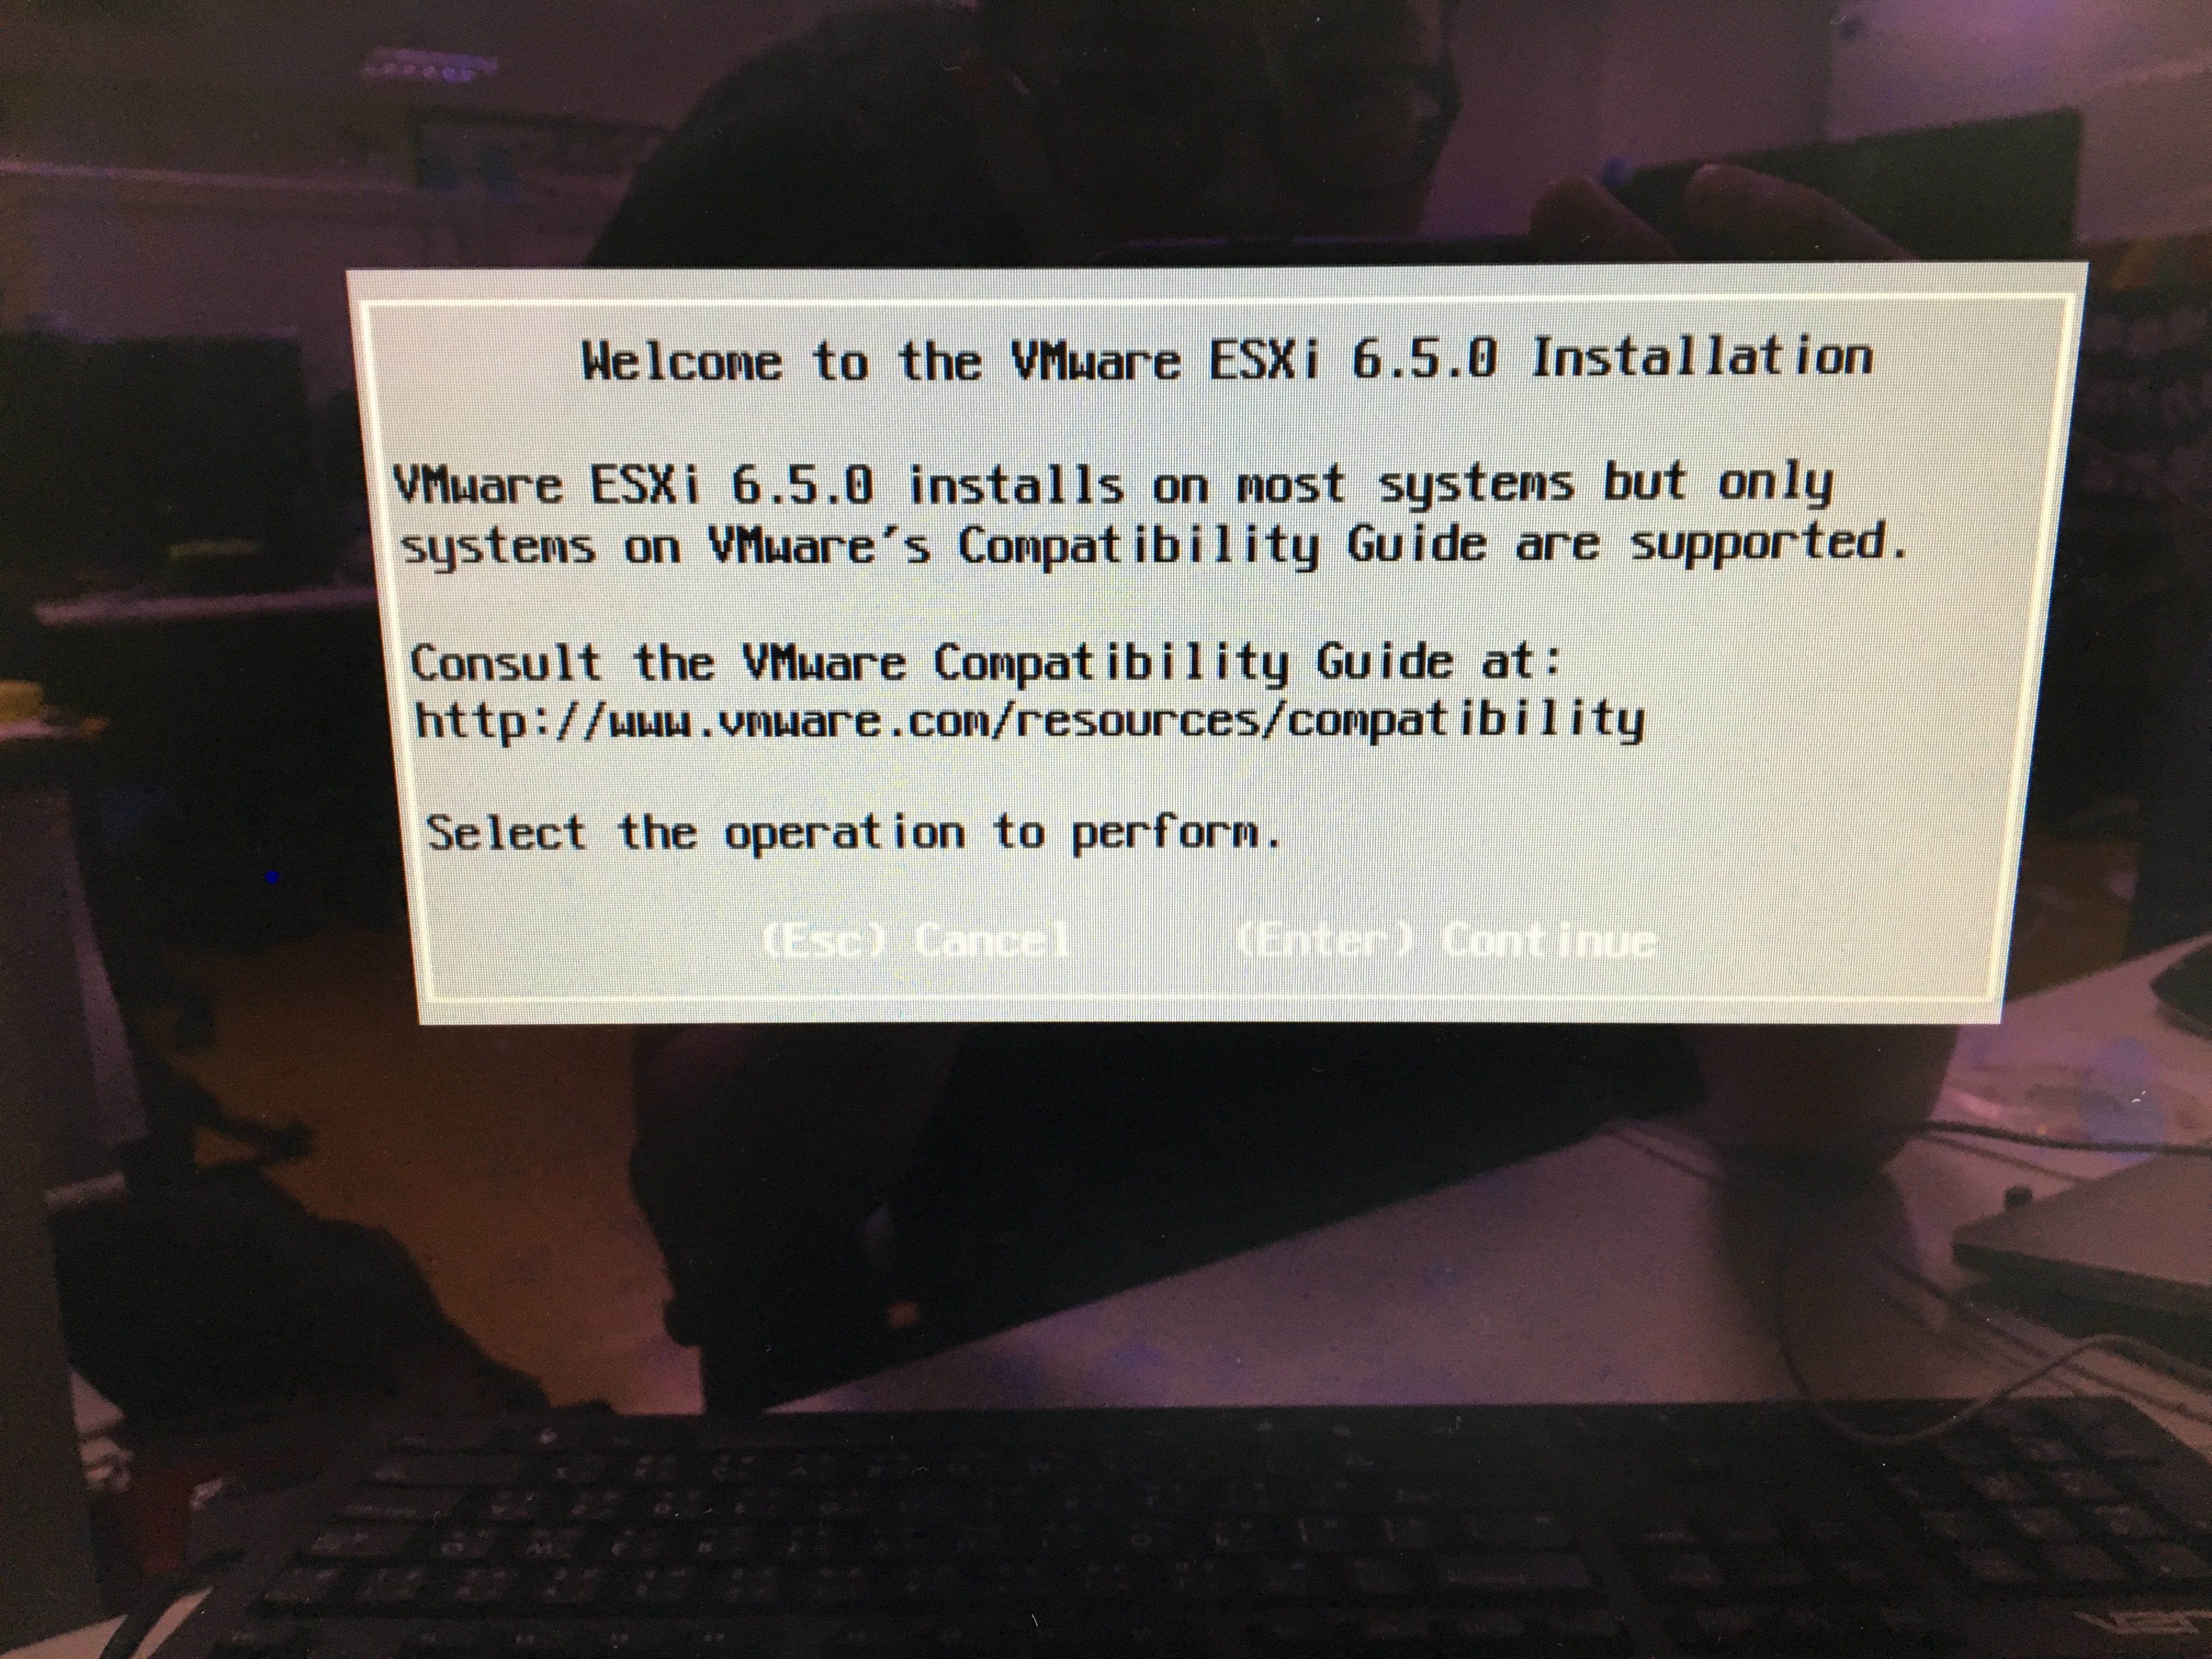 Welcome to the VMware ESXi 6.5.0 Installation
VMware ESXi 6.5.0 installs on most systems but only
systems on VMware's Compatibility Guide are supported.
Consult the VMware Compatibility Guide at:
http://www.vmware.com/resources/compatibility
Select the operation to perform.
(Esc) Cancel (Enter) Continue